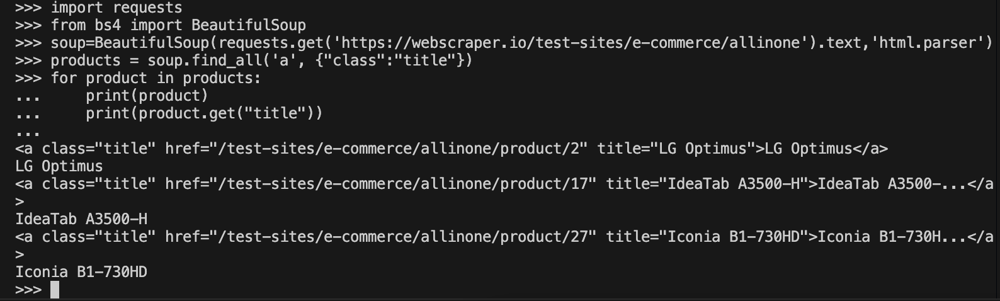 >>> import requests
>>> from bs4 import BeautifulSoup
>>> soup=BeautifulSoup(requests.get('https://webscraper.io/test-sites/e-commerce/allinone').text,'html.parser')
>>> products = soup.find_all('a', {"class":"title"})
>>> for product in products:
...     print(product)
...     print(product.get("title"))
...
<a class="title" href="/test-sites/e-commerce/allinone/product/2" title="LG Optimus">LG Optimus</a>
LG Optimus
<a class="title" href="/test-sites/e-commerce/allinone/product/17" title="IdeaTab A3500-H">IdeaTab A3500-...</a
>
IdeaTab A3500-H
<a class="title" href="/test-sites/e-commerce/allinone/product/27" title="Iconia B1-730HD">Iconia B1-730H...</a
>
Iconia B1-730HD
>>>